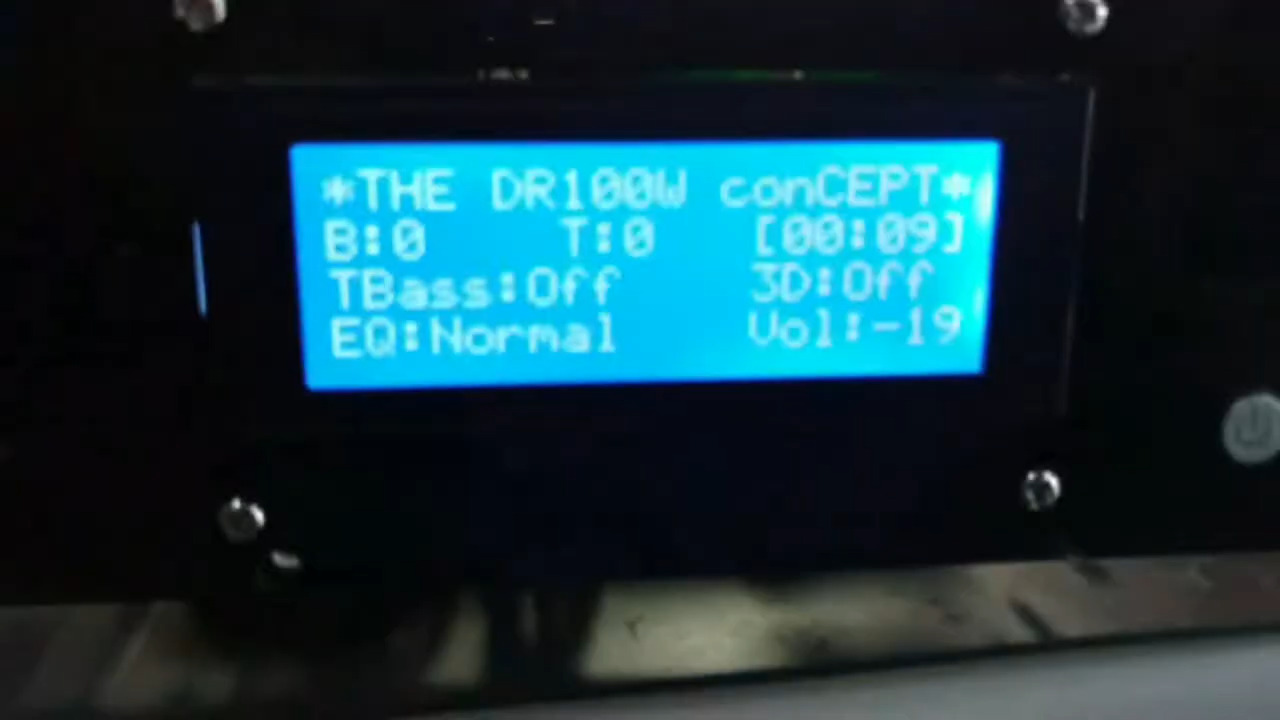 *THE DR100W conCEPT*
B:0 T:0 [00:09]
TBass:Off 3D:Off
EQ:Normal Vol:-19